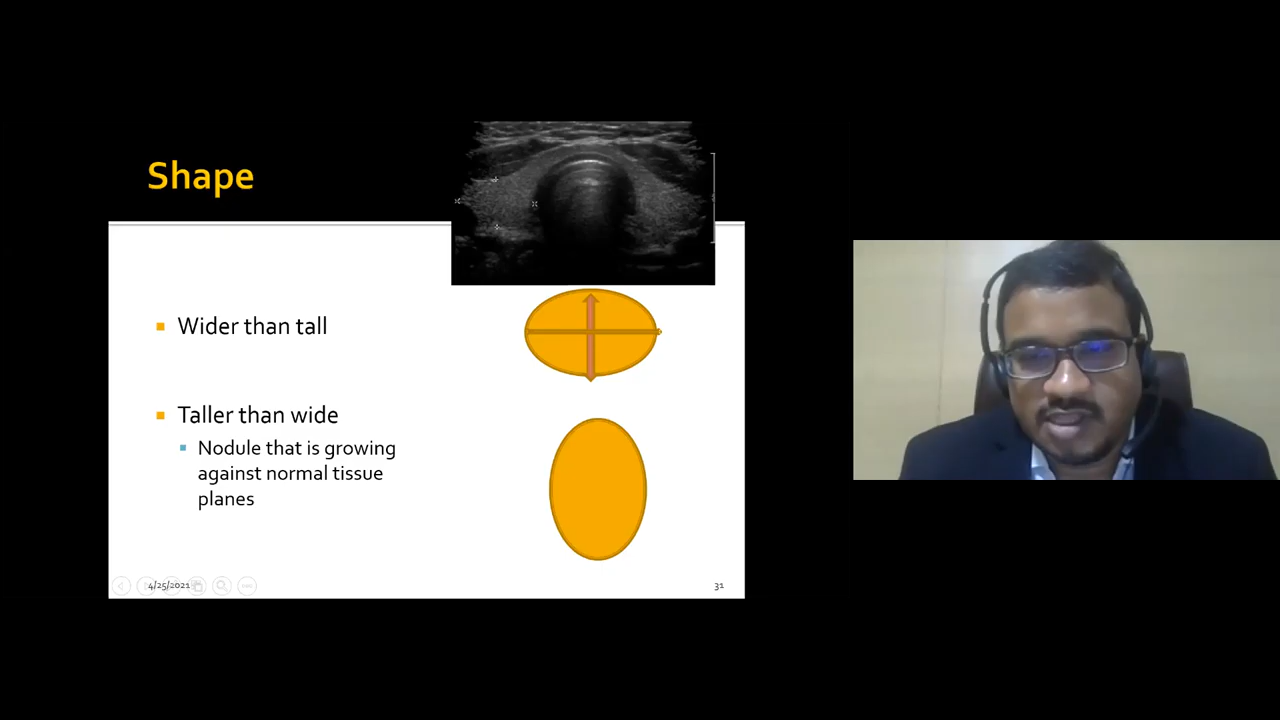 Shape
Wider than tall
Taller than wide
Nodule that is growing
against normal tissue
planes
4/25/2021
31